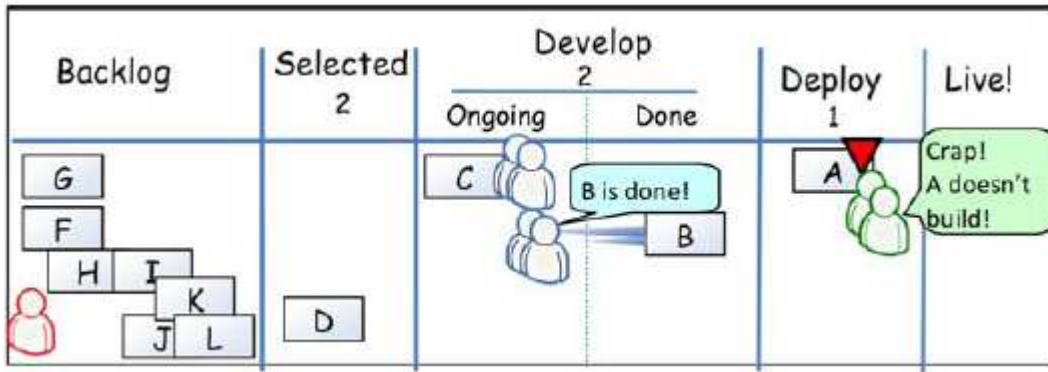 Backlog
Selected
2
Develop
2
Ongoing
Done
Deploy
1
Live!
G
F
H
I
K
J
L
D
C
B is done!
B
A
Crap!
A doesn't
build!